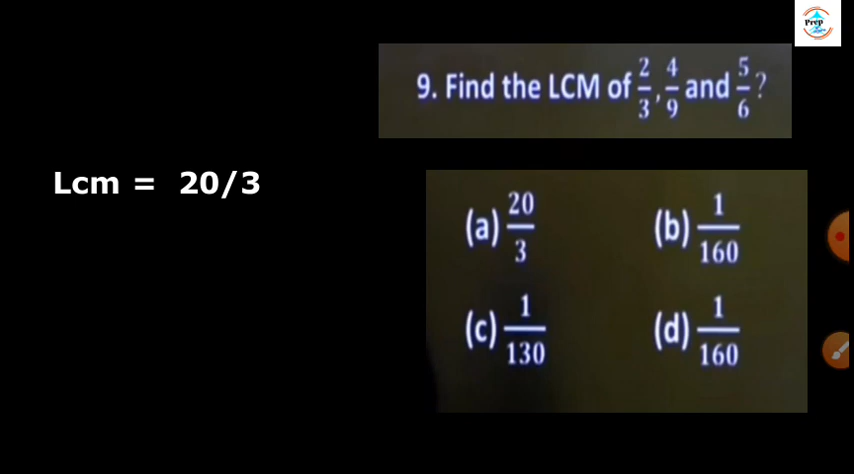 Prep
9. Find the LCM of 2/3, 4/9 and 5/6?
Lcm = 20/3
(a) 20/3 (b) 1/160
(c) 1/130 (d) 1/160